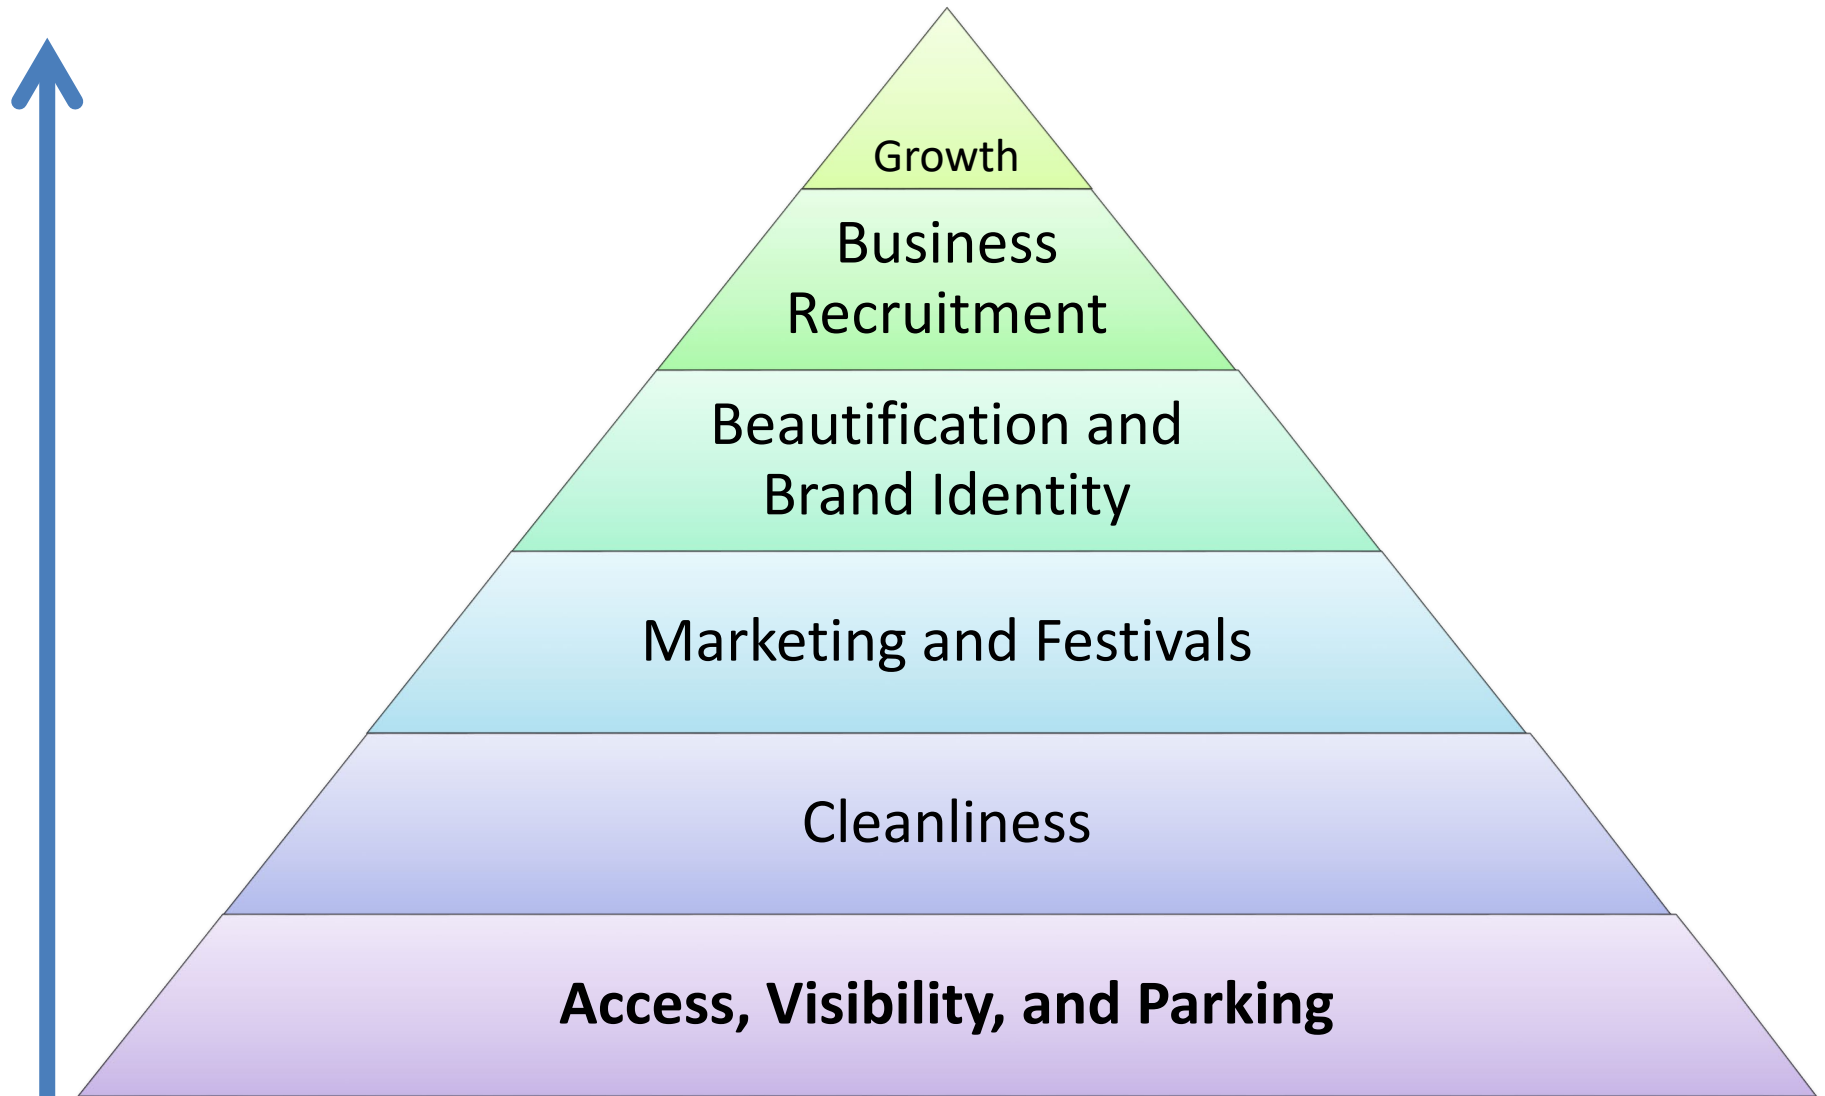 Growth
Business
Recruitment
Beautification and
Brand Identity
Marketing and Festivals
Cleanliness
Access, Visibility, and Parking